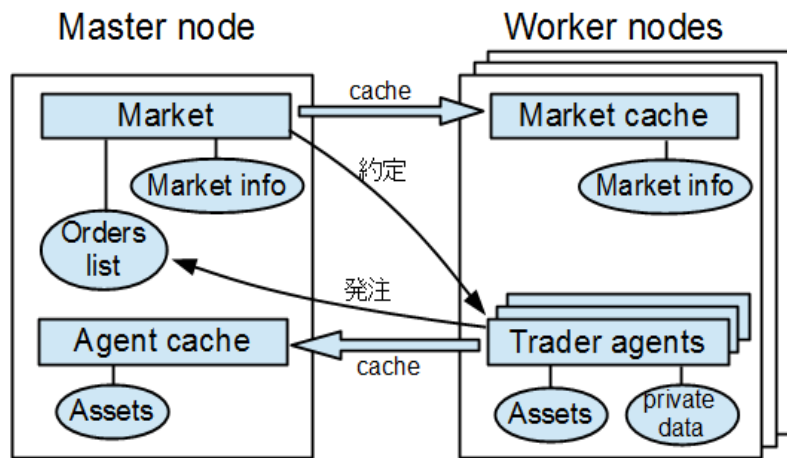 Master node
Worker nodes
cache
Market
Market cache
Market info
約定
Market info
Orders
list
発注
Agent cache
cache
Trader agents
Assets
Assets
private
data